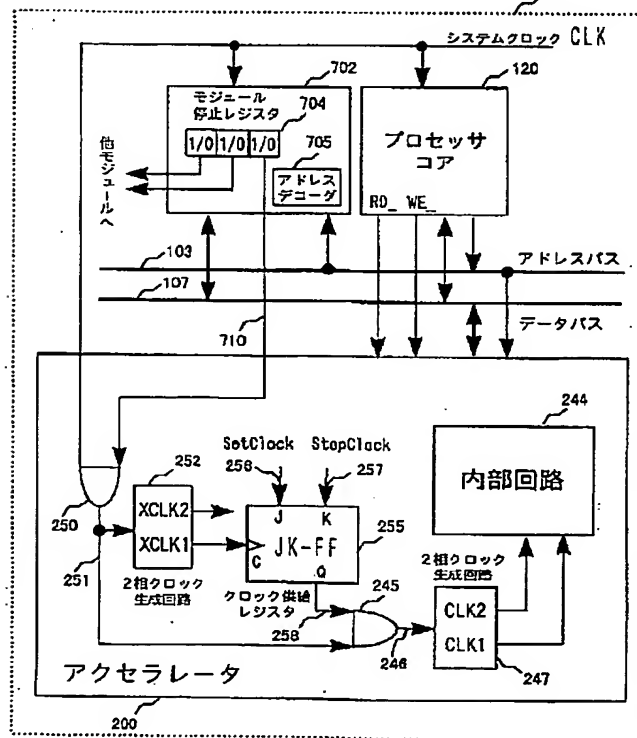 システムクロック CLK
702
120
モジュール
停止レジスタ
704
1/0 1/0 1/0
705
アドレス
デコーダ
他モジュールへ
プロセッサ
コア
RD_ WE_
103
アドレスバス
107
データバス
710
244
内部回路
SetClock
StopClock
256
257
252
XCLK2
XCLK1
250
251
2相クロック
生成回路
J K
JK-FF
C
Q
255
クロック供給
レジスタ
258
245
246
2相クロック
生成回路
CLK2
CLK1
247
アクセラレータ
200